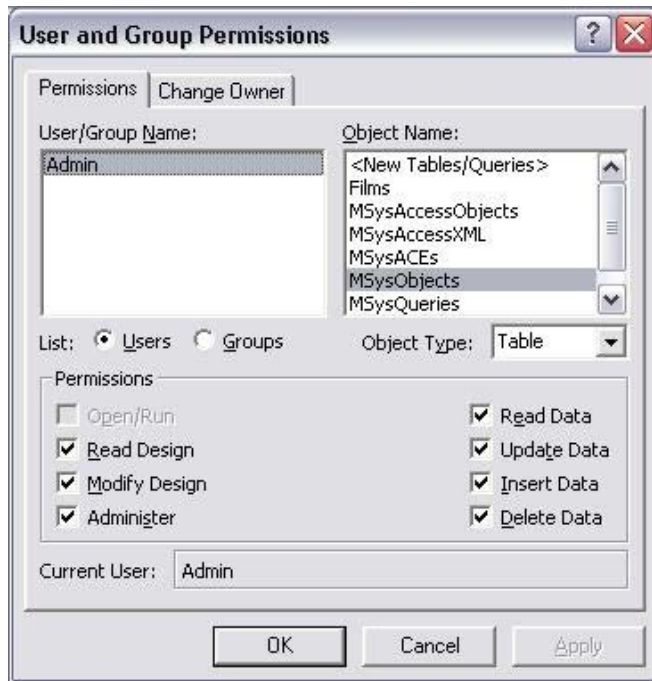 User and Group Permissions
Permissions
Change Owner
User/Group Name:
Object Name:
Admin
<New Tables/Queries>
Films
MSysAccessObjects
MSysAccessXML
MSysACEs
MSysObjects
MSysQueries
List:
Users
Groups
Object Type:
Table
Permissions
Open/Run
Read Data
Read Design
Update Data
Modify Design
Insert Data
Administer
Delete Data
Current User:
Admin
OK
Cancel
Apply